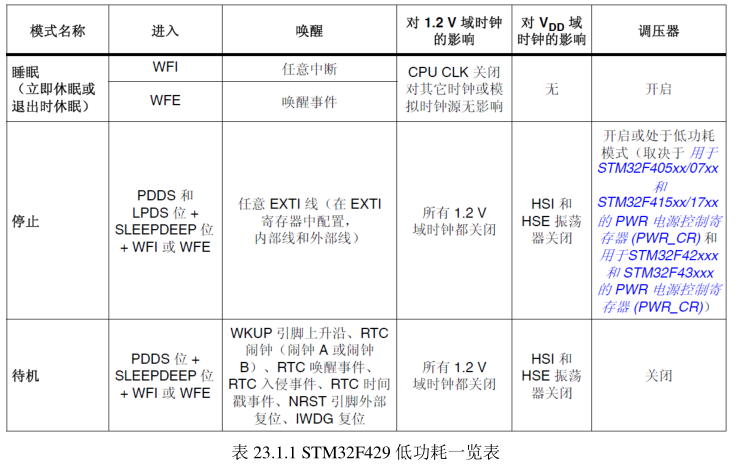 模式名称 进入 唤醒 对 1.2 V 域时钟的影响 对 VDD 域时钟的影响 调压器
睡眠
（立即休眠或
退出时休眠）
WFI
任意中断
WFE
唤醒事件
CPU CLK 关闭
对其它时钟或模
拟时钟源无影响
无
开启
停止
PDDS 和
LPDS 位 +
SLEEPDEEP 位
+ WFI 或 WFE
任意 EXTI 线（在 EXTI
寄存器中配置，
内部线和外部线）
所有 1.2 V
域时钟都关闭
HSI 和
HSE 振荡
器关闭
开启或处于低功耗
模式（取决于 用于
STM32F405xx/07xx
和
STM32F415xx/17xx
的 PWR 电源控制寄
存器 (PWR_CR) 和
用于STM32F42xxx
和 STM32F43xxx
的 PWR 电源控制寄
存器 (PWR_CR)）
待机
PDDS 位 +
SLEEPDEEP 位
+ WFI 或 WFE
WKUP 引脚上升沿、RTC
闹钟（闹钟 A 或闹钟
B）、RTC 唤醒事件、
RTC 入侵事件、RTC 时间
戳事件、NRST 引脚外部
复位、IWDG 复位
所有 1.2 V
域时钟都关闭
HSI 和
HSE 振荡
器关闭
关闭
表 23.1.1 STM32F429 低功耗一览表